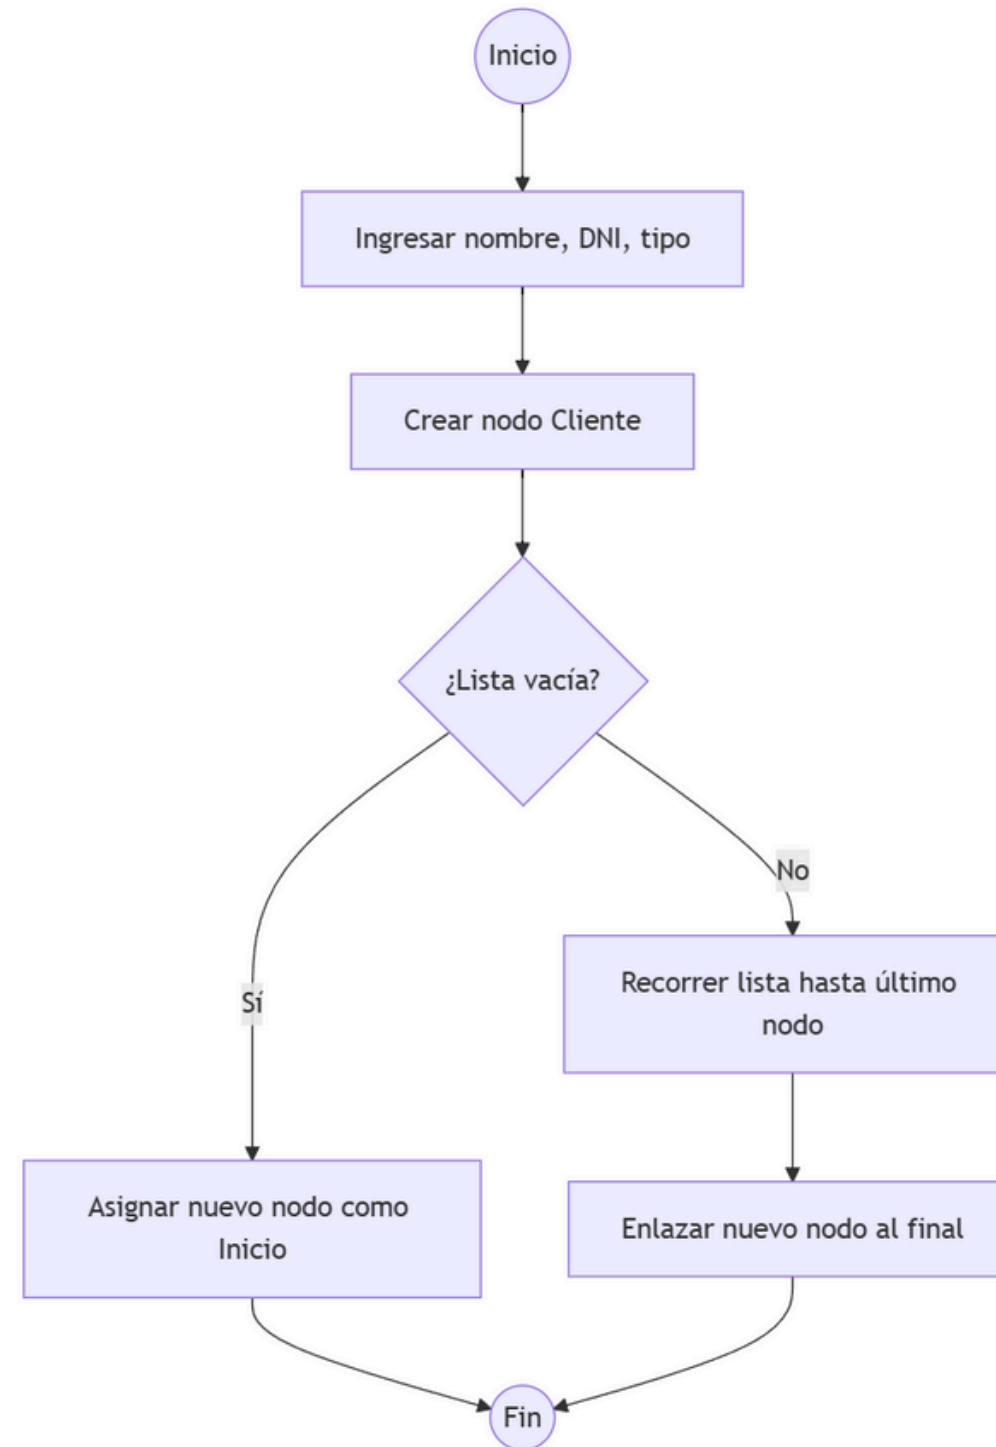 Inicio
Ingresar nombre, DNI, tipo
Crear nodo Cliente
¿Lista vacía?
No
Recorrer lista hasta último
nodo
Sí
Asignar nuevo nodo como
Inicio
Enlazar nuevo nodo al final
Fin